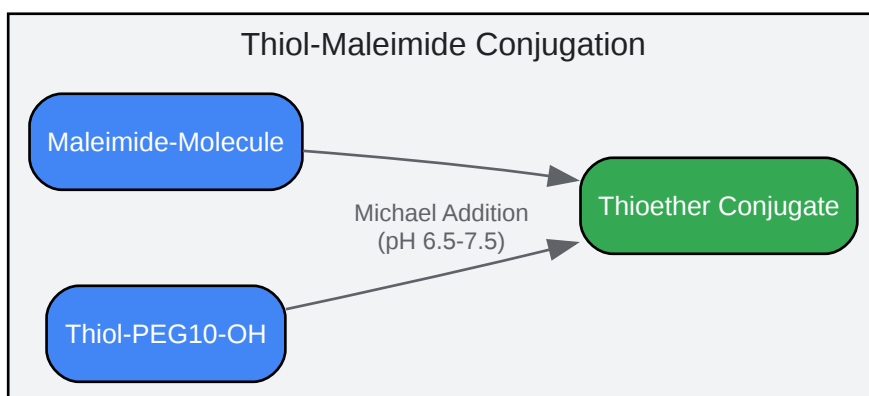 Thiol-Maleimide Conjugation
Maleimide-Molecule
Thioether Conjugate
Michael Addition
(pH 6.5-7.5)
Thiol-PEG10-OH